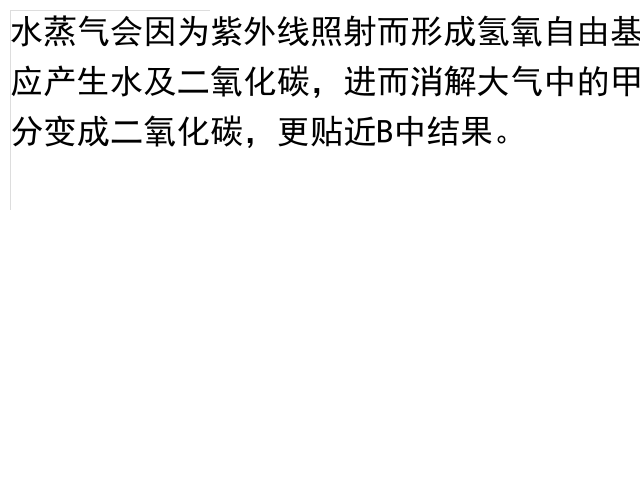 水蒸气会因为紫外线照射而形成氢氧自由基
应产生水及二氧化碳，进而消解大气中的甲
分变成二氧化碳，更贴近B中结果。